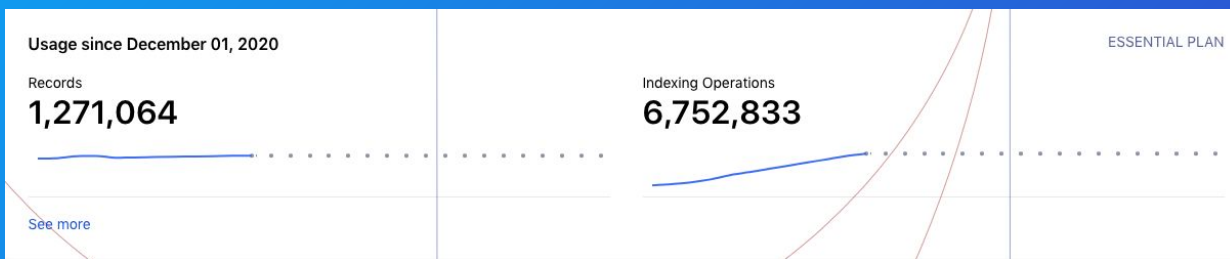 Usage since December 01, 2020
ESSENTIAL PLAN
Records
1,271,064
Indexing Operations
6,752,833
See more